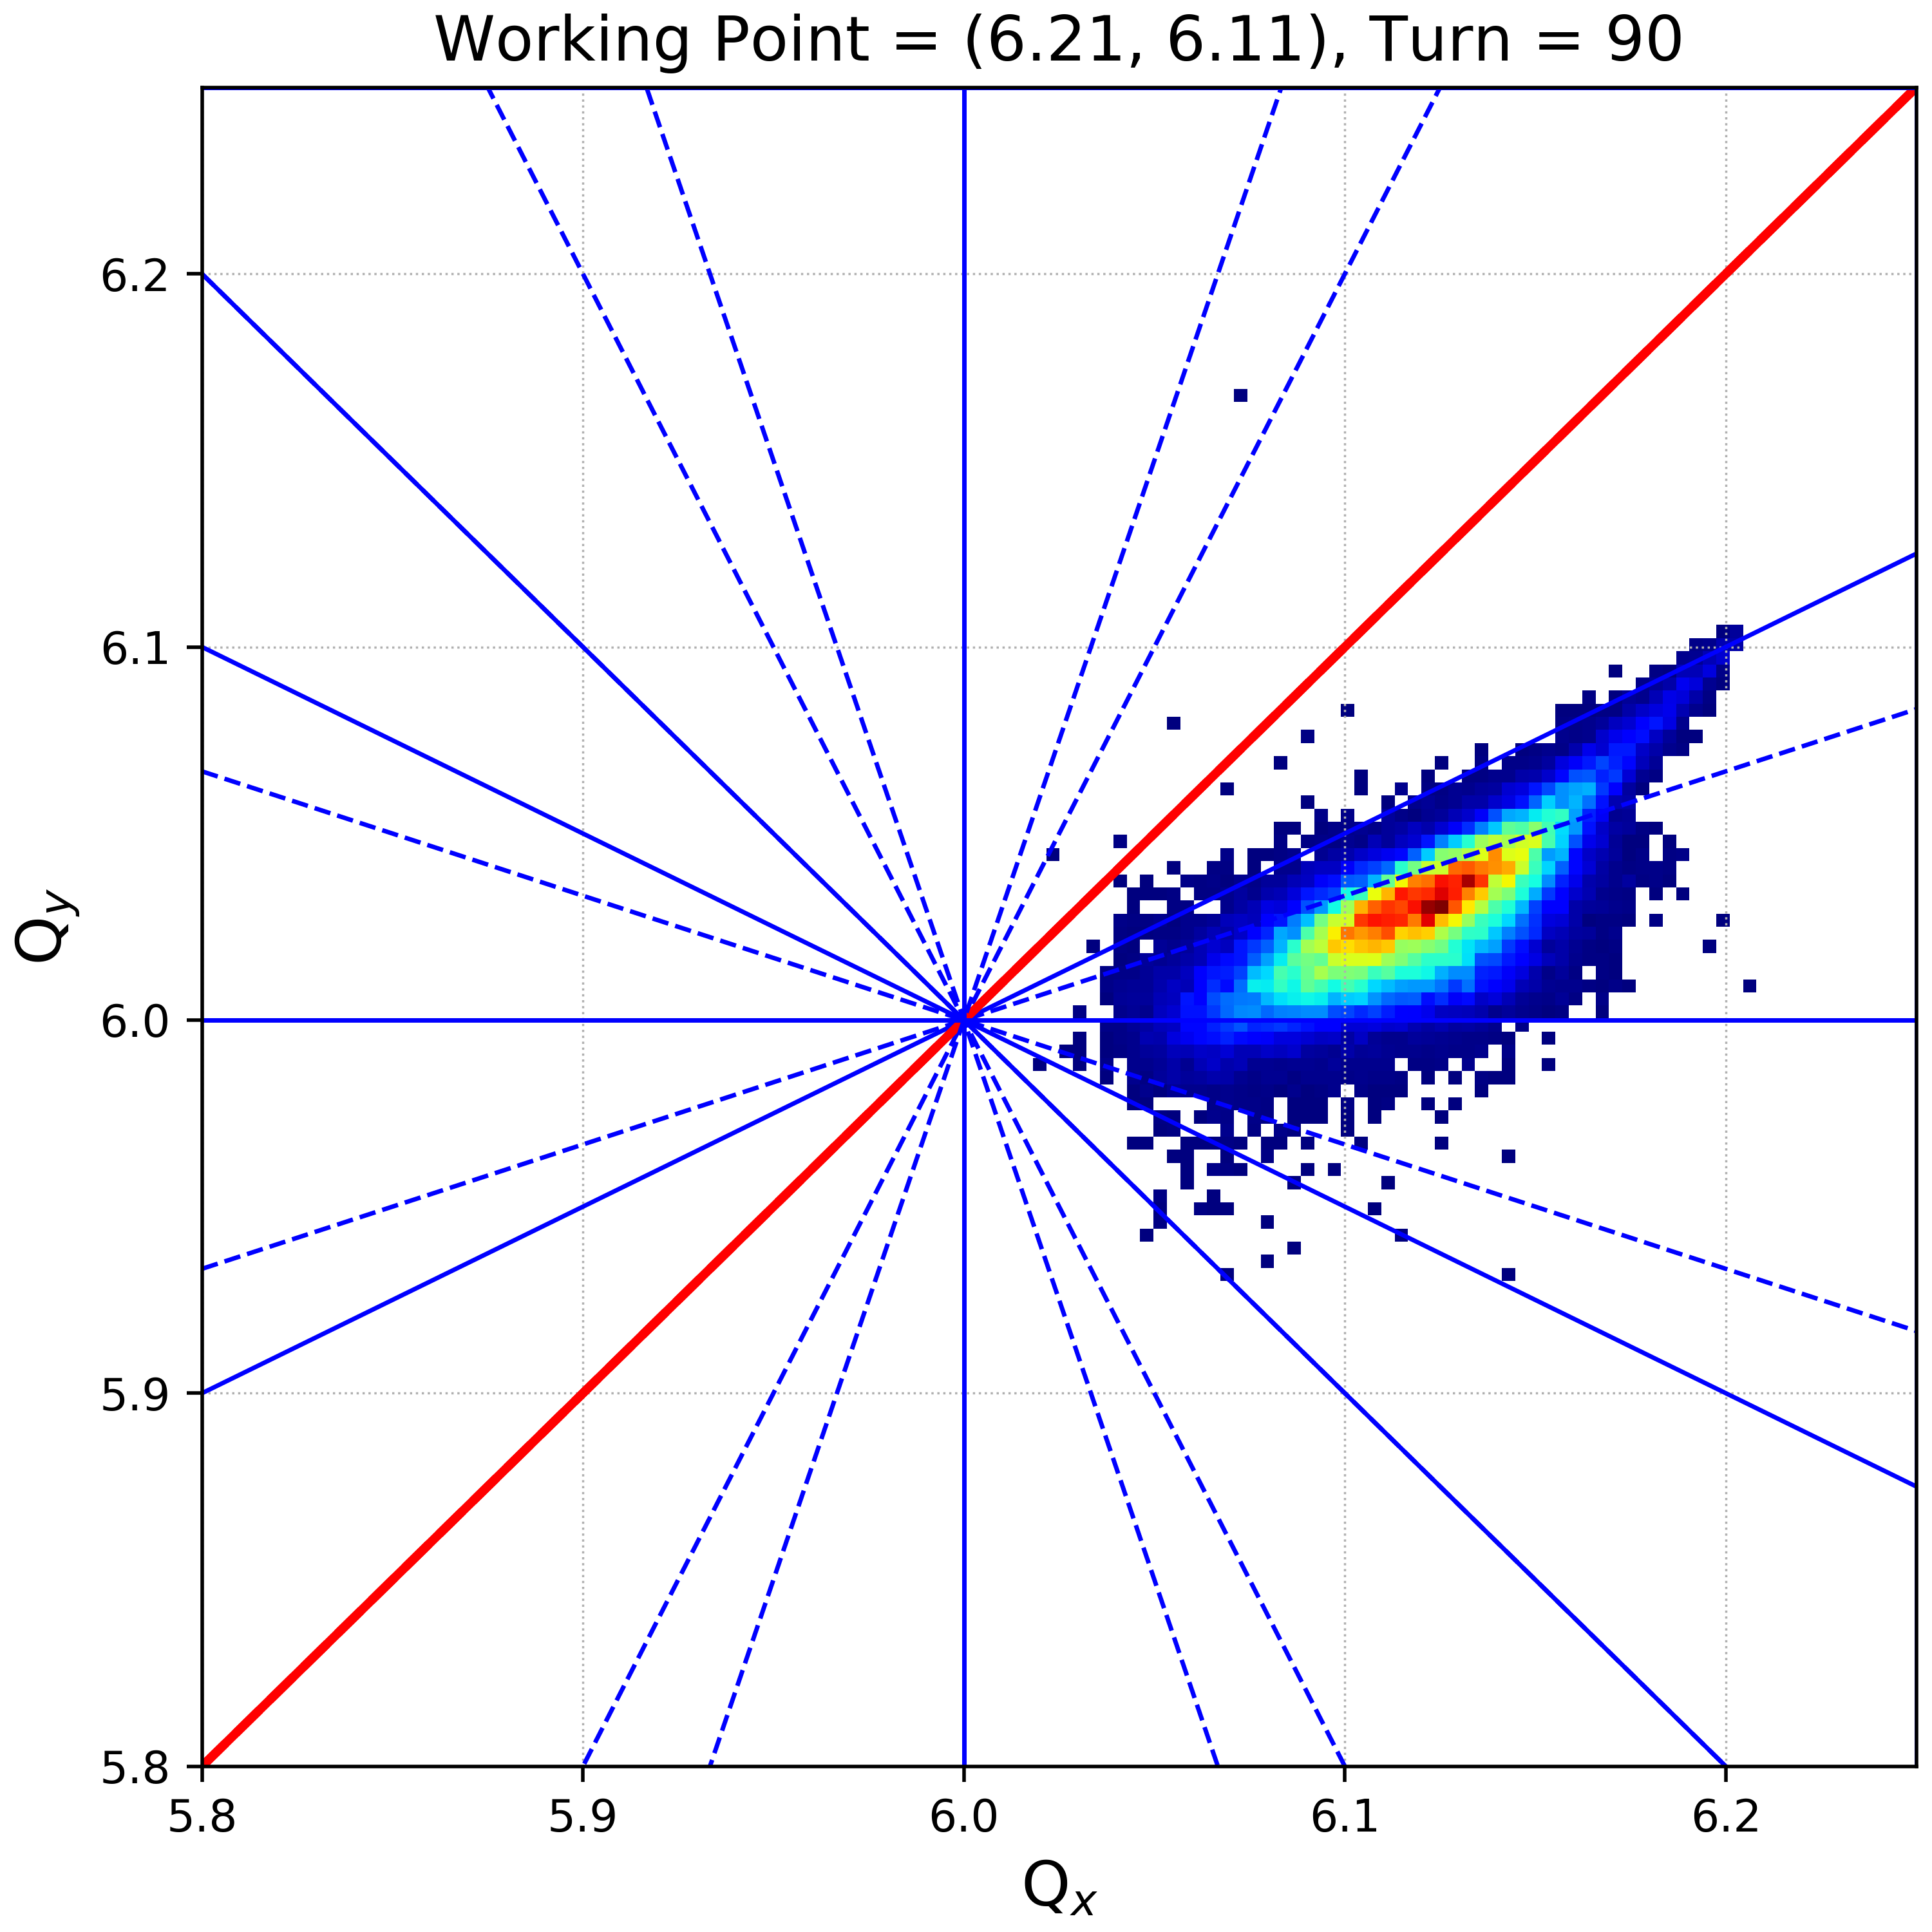 Working Point = (6.21, 6.11), Turn = 90
6.2
6.1
6.0
5.9
5.8
Qy
5.8 5.9 6.0 6.1 6.2
Qx